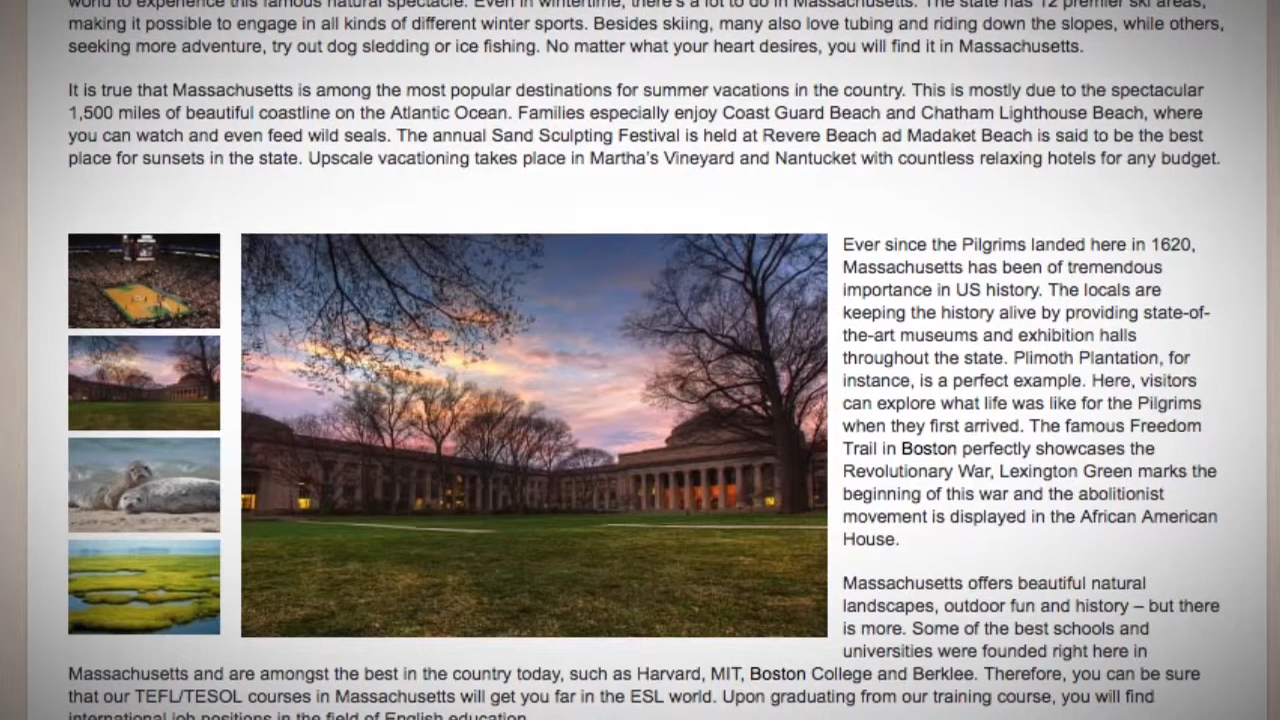 world to experience this famous natural spectacle. Even in wintertime, there's a lot to do in Massachusetts. The state has 12 premier ski areas,
making it possible to engage in all kinds of different winter sports. Besides skiing, many also love tubing and riding down the slopes, while others,
seeking more adventure, try out dog sledding or ice fishing. No matter what your heart desires, you will find it in Massachusetts.
It is true that Massachusetts is among the most popular destinations for summer vacations in the country. This is mostly due to the spectacular
1,500 miles of beautiful coastline on the Atlantic Ocean. Families especially enjoy Coast Guard Beach and Chatham Lighthouse Beach, where
you can watch and even feed wild seals. The annual Sand Sculpting Festival is held at Revere Beach ad Madaket Beach is said to be the best
place for sunsets in the state. Upscale vacationing takes place in Martha's Vineyard and Nantucket with countless relaxing hotels for any budget.
Ever since the Pilgrims landed here in 1620,
Massachusetts has been of tremendous
importance in US history. The locals are
keeping the history alive by providing state-of-
the-art museums and exhibition halls
throughout the state. Plimoth Plantation, for
instance, is a perfect example. Here, visitors
can explore what life was like for the Pilgrims
when they first arrived. The famous Freedom
Trail in Boston perfectly showcases the
Revolutionary War, Lexington Green marks the
beginning of this war and the abolitionist
movement is displayed in the African American
House.
Massachusetts offers beautiful natural
landscapes, outdoor fun and history – but there
is more. Some of the best schools and
universities were founded right here in
Massachusetts and are amongst the best in the country today, such as Harvard, MIT, Boston College and Berklee. Therefore, you can be sure
that our TEFL/TESOL courses in Massachusetts will get you far in the ESL world. Upon graduating from our training course, you will find
international job positions in the field of English education.